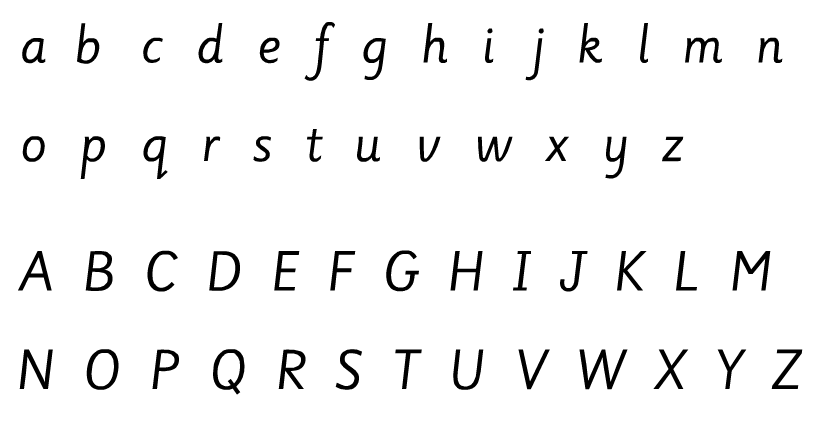 a b c d e f g h i j k l m n
o p q r s t u v w x y z
A B C D E F G H I J K L M
N O P Q R S T U V W X Y Z